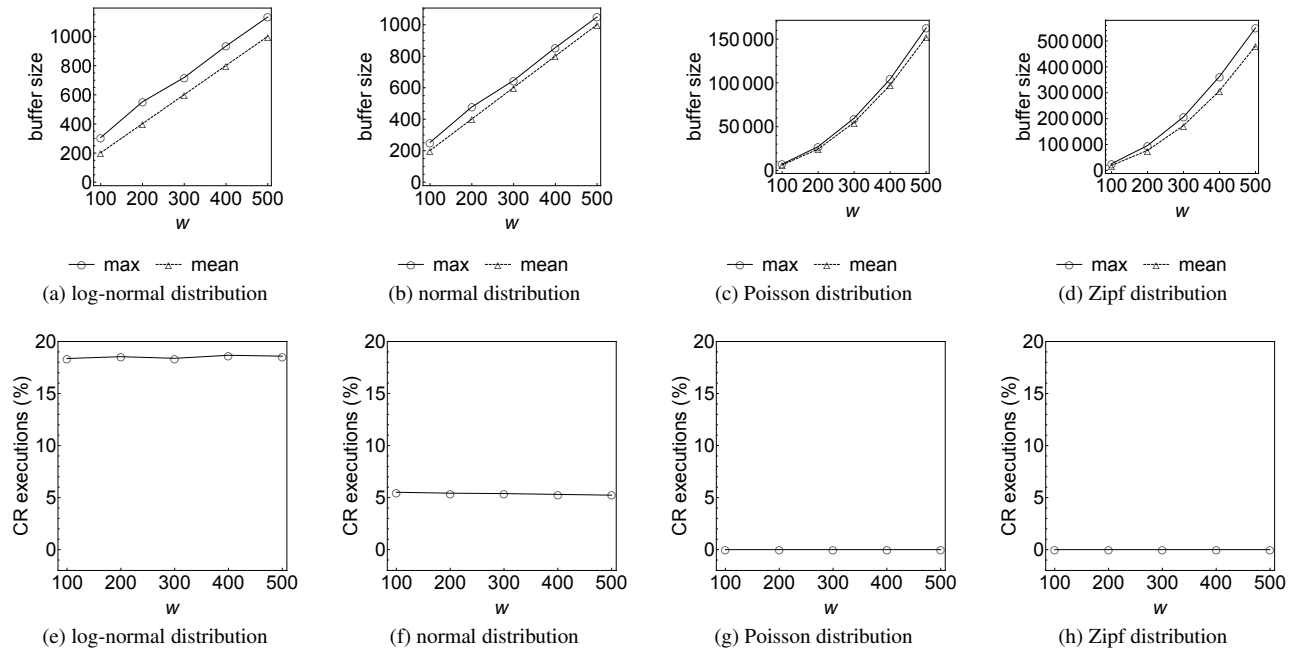 buffer size
1000
800
600
400
200
0
100 200 300 400 500
w
max mean
(a) log-normal distribution
buffer size
1000
800
600
400
200
0
100 200 300 400 500
w
max mean
(b) normal distribution
buffer size
150 000
100 000
50 000
0
100 200 300 400 500
w
max mean
(c) Poisson distribution
buffer size
500 000
400 000
300 000
200 000
100 000
0
100 200 300 400 500
w
max mean
(d) Zipf distribution
CR executions (%)
20
15
10
5
0
100 200 300 400 500
w
(e) log-normal distribution
CR executions (%)
20
15
10
5
0
100 200 300 400 500
w
(f) normal distribution
CR executions (%)
20
15
10
5
0
100 200 300 400 500
w
(g) Poisson distribution
CR executions (%)
20
15
10
5
0
100 200 300 400 500
w
(h) Zipf distribution